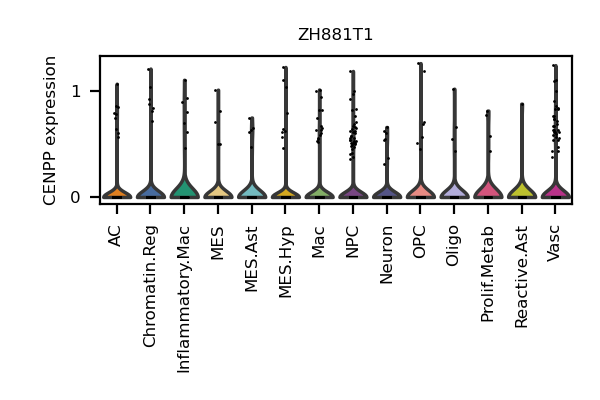 ZH881T1
CENPP expression
1
0
AC
Chromatin.Reg
Inflammatory.Mac
MES
MES.Ast
MES.Hyp
Mac
NPC
Neuron
OPC
Oligo
Prolif.Metab
Reactive.Ast
Vasc